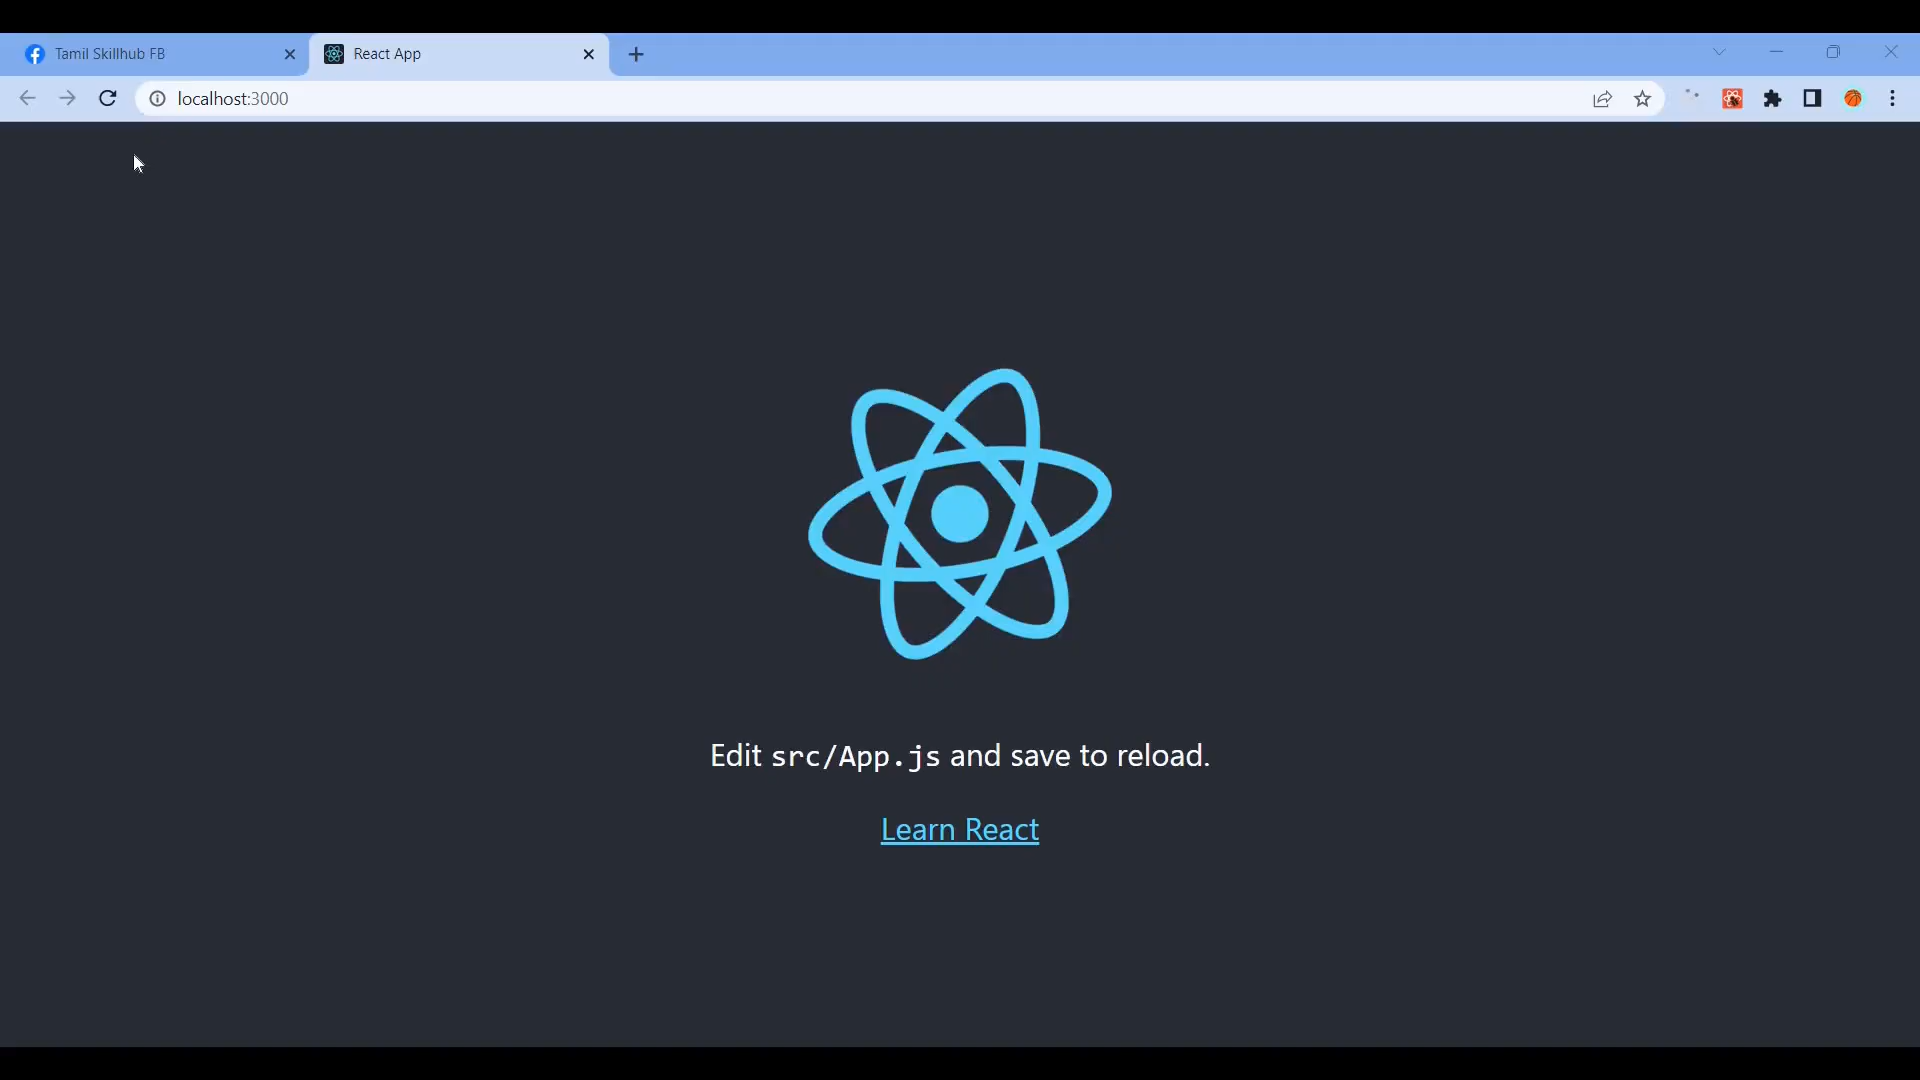 Tamil Skillhub FB
React App
localhost:3000
Edit src/App.js and save to reload.
Learn React